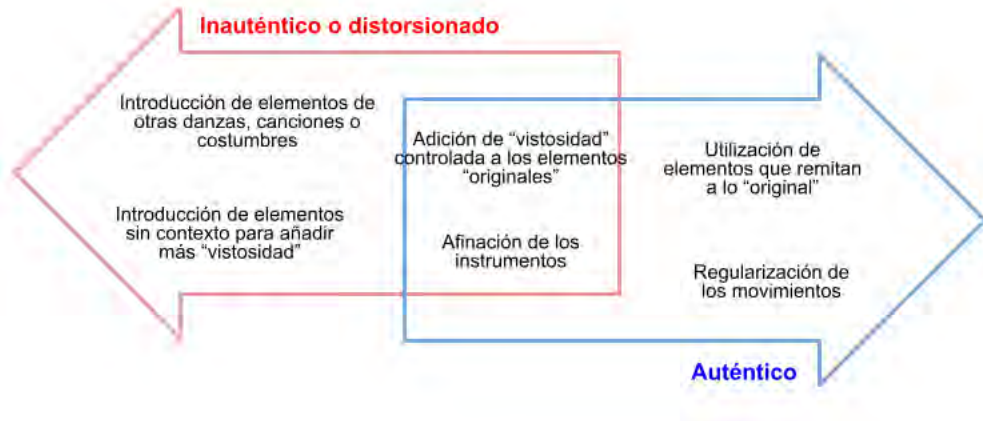 Inauténtico o distorsionado
Introducción de elementos de
otras danzas, canciones o
costumbres
Introducción de elementos
sin contexto para añadir
más “vistosidad”
Adición de “vistosidad”
controlada a los elementos
“originales”
Afinación de los
instrumentos
Utilización de
elementos que remitan
a lo “original”
Regularización de
los movimientos
Auténtico